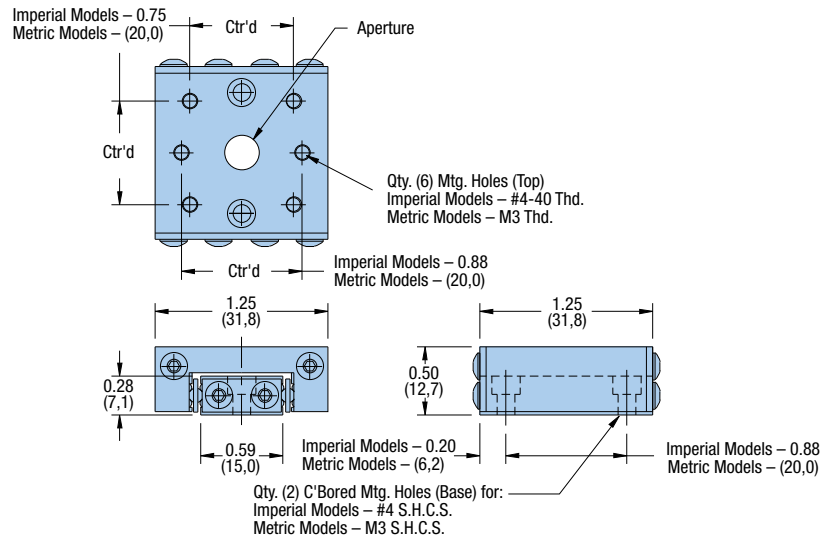 Imperial Models – 0.75
Metric Models – (20,0)
Ctr'd
Aperture
Ctr'd
Qty. (6) Mtg. Holes (Top)
Imperial Models – #4-40 Thd.
Metric Models – M3 Thd.
Ctr'd
Imperial Models – 0.88
Metric Models – (20,0)
1.25
(31,8)
1.25
(31,8)
0.28
(7,1)
0.50
(12,7)
0.59
(15,0)
Imperial Models – 0.20
Metric Models – (6,2)
Imperial Models – 0.88
Metric Models – (20,0)
Qty. (2) C'Bored Mtg. Holes (Base) for:
Imperial Models – #4 S.H.C.S.
Metric Models – M3 S.H.C.S.